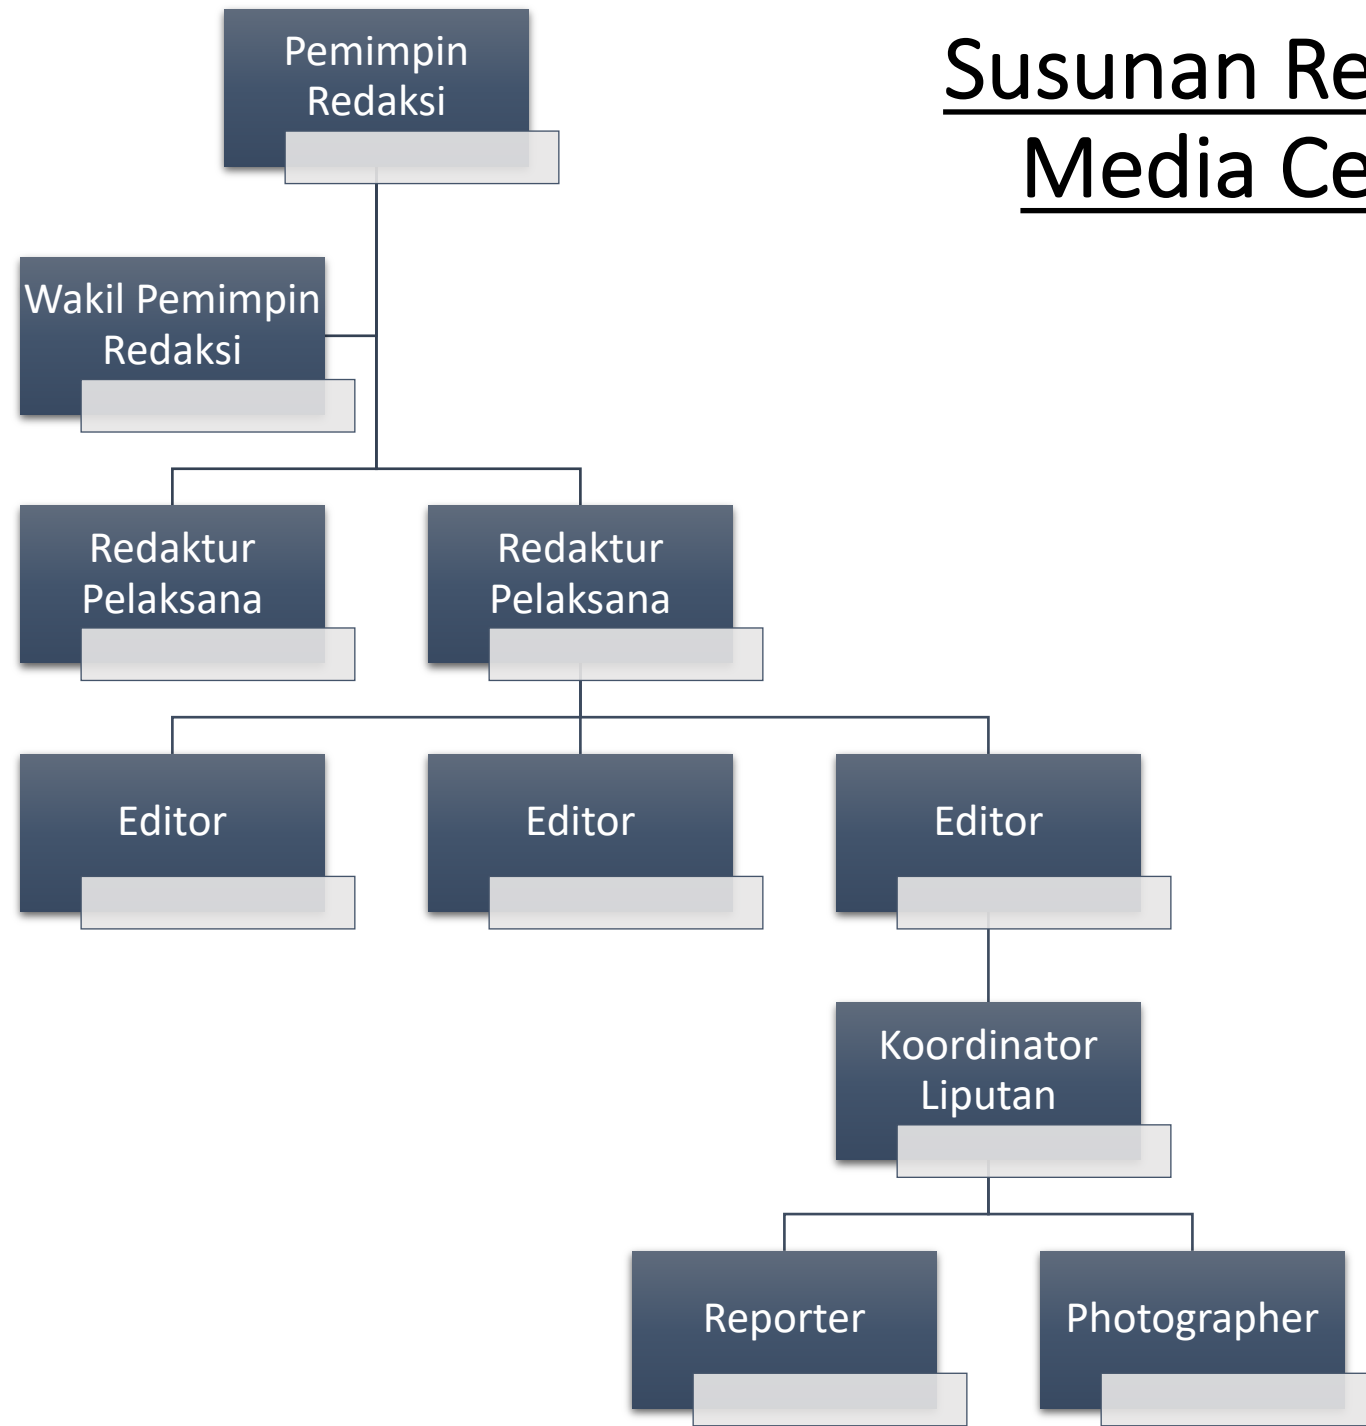 Susunan Re
Media Ce
Pemimpin
Redaksi
Wakil Pemimpin
Redaksi
Redaktur
Pelaksana
Redaktur
Pelaksana
Editor
Editor
Editor
Koordinator
Liputan
Reporter
Photographer